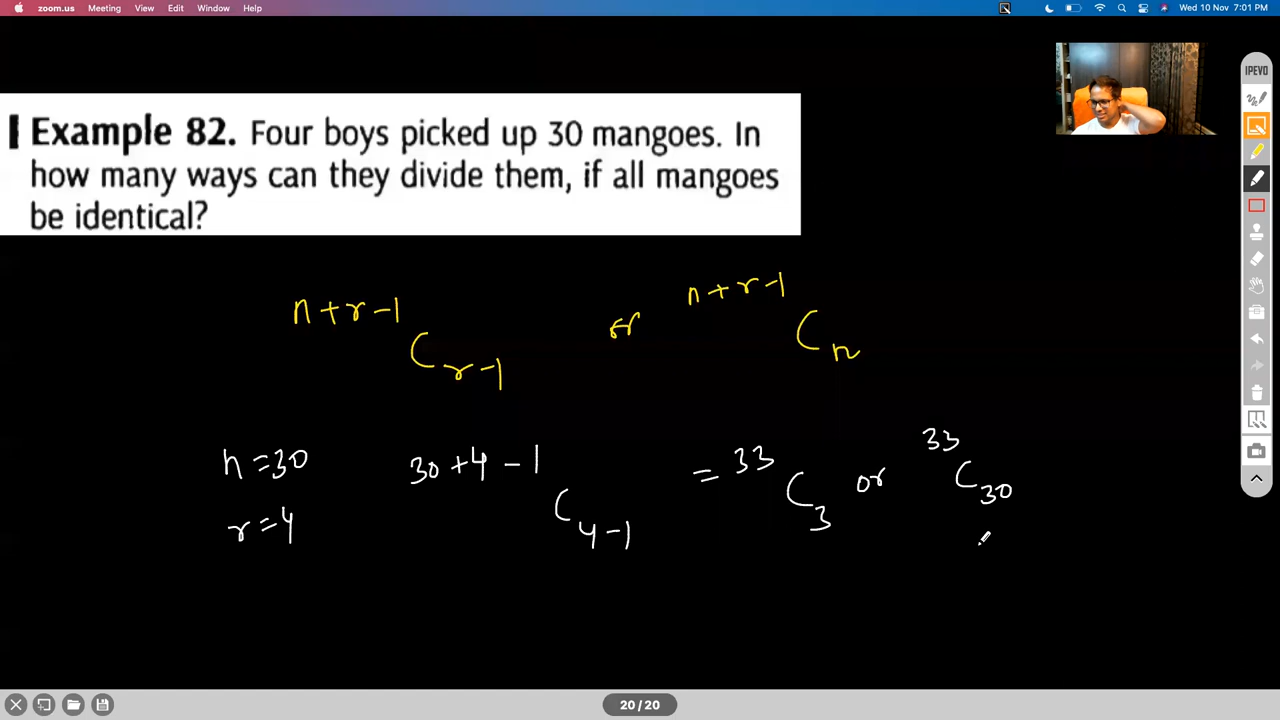 zoom.us Meeting View Edit Window Help Wed 10 Nov 7:01 PM
IPEVO
Example 82. Four boys picked up 30 mangoes. In
how many ways can they divide them, if all mangoes
be identical?
n+r-1 C r-1 or n+r-1 C n
n=30 30+4-1 C 4-1 = 33 C 3 or 33 C 30
r=4
20/20